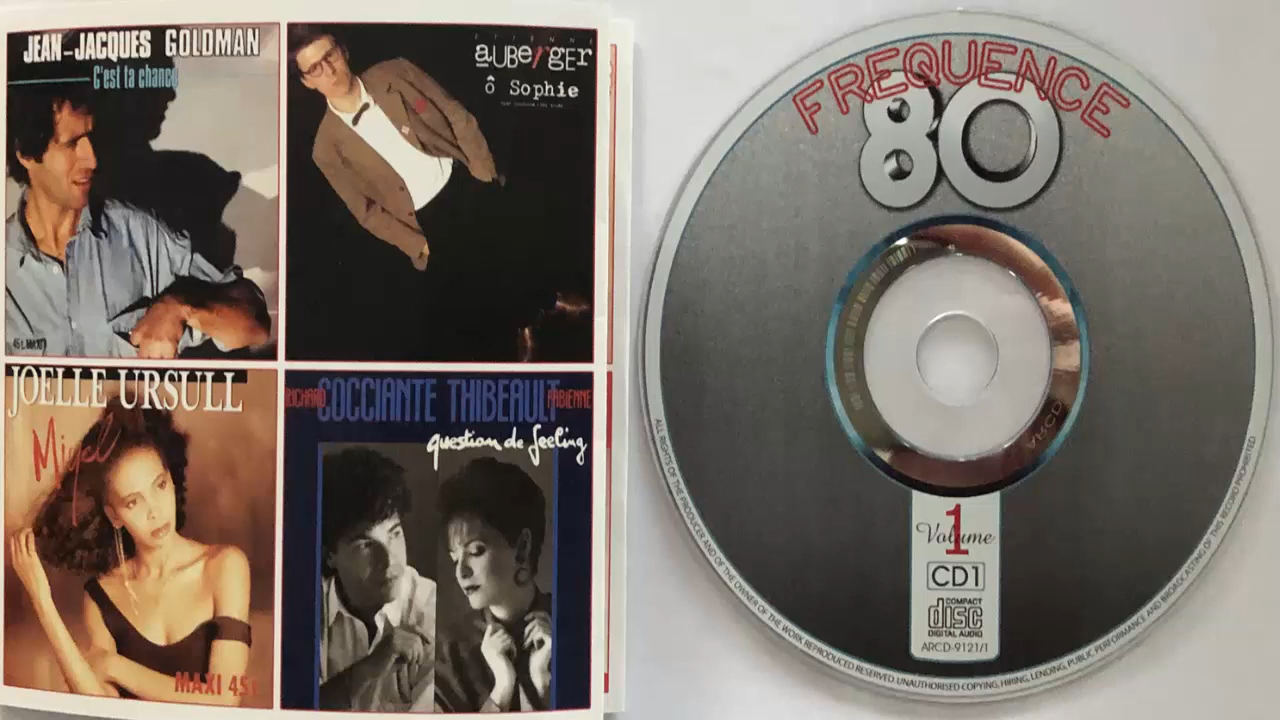 JEAN-JACQUES GOLDMAN
C'est ta chance
45 t. MAXI
ETIENNE
aUBeRgER
ô Sophie
JOELLE URSULL
Miyel
MAXI 45t
RICHARD COCCIANTE THIBEAULT FABIENNE
question de feeling
FREQUENCE
80
1
Volume
CD1
COMPACT
disc
DIGITAL AUDIO
ARCD-9121/1
ALL RIGHTS OF THE PRODUCER AND OF THE OWNER OF THE WORK REPRODUCED RESERVED. UNAUTHORISED COPYING, HIRING, LENDING, PUBLIC PERFORMANCE AND BROADCASTING OF THIS RECORD PROHIBITED